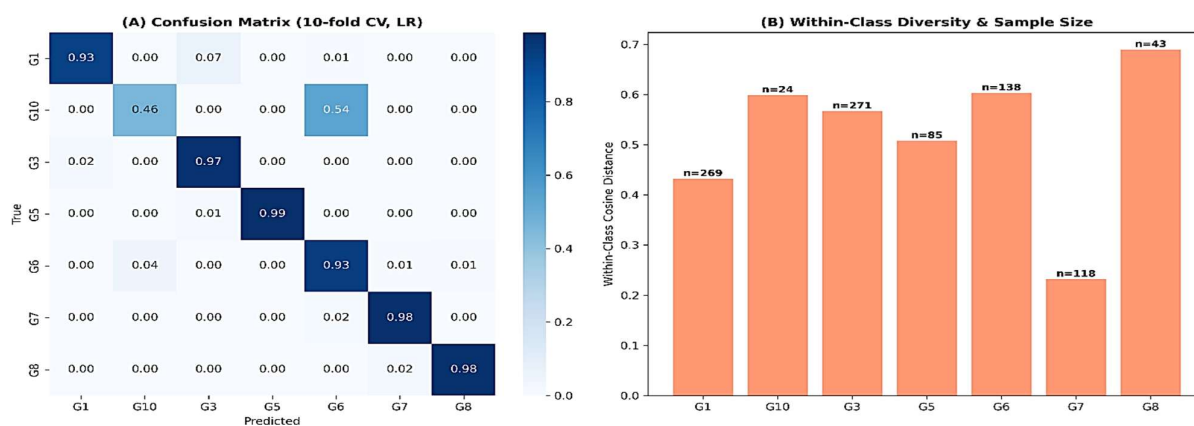 (A) Confusion Matrix (10-fold CV, LR)
G1 0.93 0.00 0.07 0.00 0.01 0.00 0.00
G10 0.00 0.46 0.00 0.00 0.54 0.00 0.00
G3 0.02 0.00 0.97 0.00 0.00 0.00 0.00
G5 0.00 0.00 0.01 0.99 0.00 0.00 0.00
G6 0.00 0.04 0.00 0.00 0.93 0.01 0.01
G7 0.00 0.00 0.00 0.00 0.02 0.98 0.00
G8 0.00 0.00 0.00 0.00 0.00 0.02 0.98
G1 G10 G3 G5 G6 G7 G8
True
Predicted
0.8
0.6
0.4
0.2
0.0
(B) Within-Class Diversity & Sample Size
Within-Class Cosine Distance
0.7
0.6
0.5
0.4
0.3
0.2
0.1
0.0
n=269
n=24
n=271
n=85
n=138
n=118
n=43
G1 G10 G3 G5 G6 G7 G8